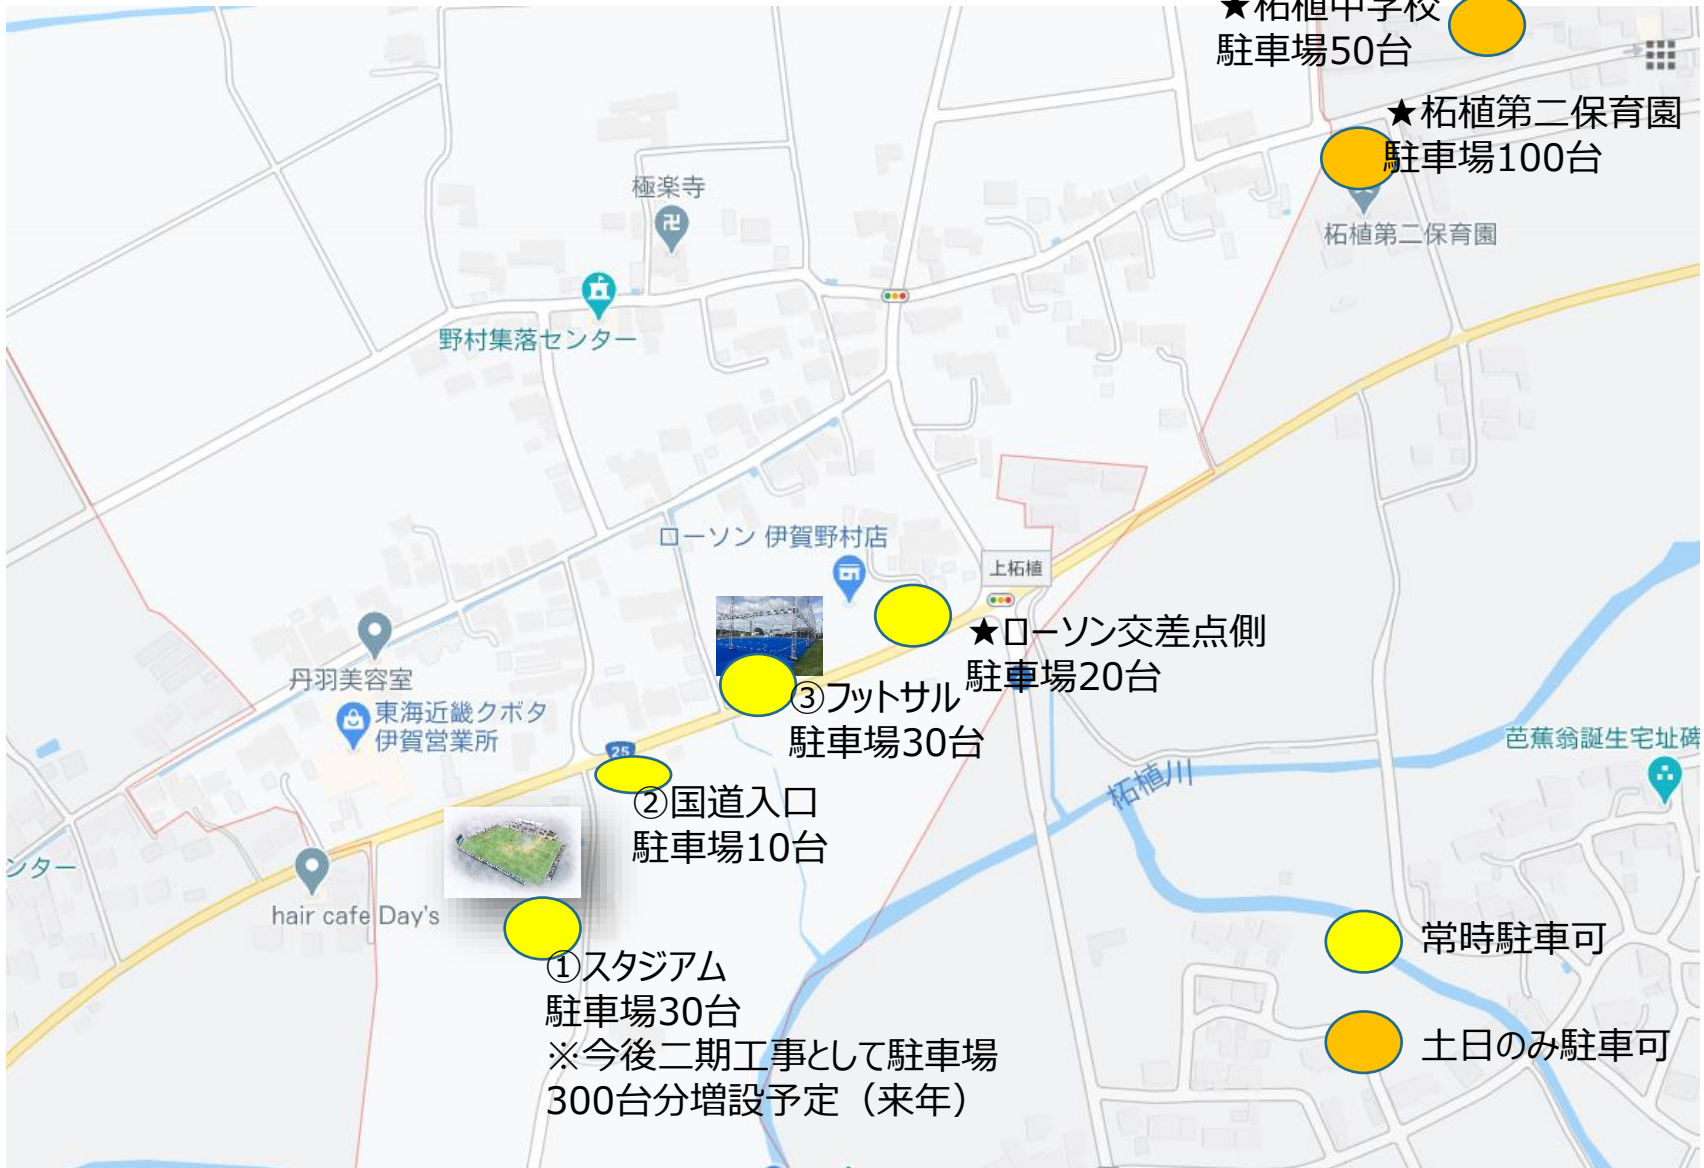 ★柘植中学校
駐車場50台
★柘植第二保育園
駐車場100台
極楽寺
柘植第二保育園
野村集落センター
ローソン 伊賀野村店
上柘植
★ローソン交差点側
駐車場20台
丹羽美容室
③フットサル
駐車場30台
東海近畿クボタ
伊賀営業所
25
芭蕉翁誕生宅址碑
柘植川
②国道入口
駐車場10台
ンター
hair cafe Day's
常時駐車可
①スタジアム
駐車場30台
※今後二期工事として駐車場
300台分増設予定（来年）
土日のみ駐車可